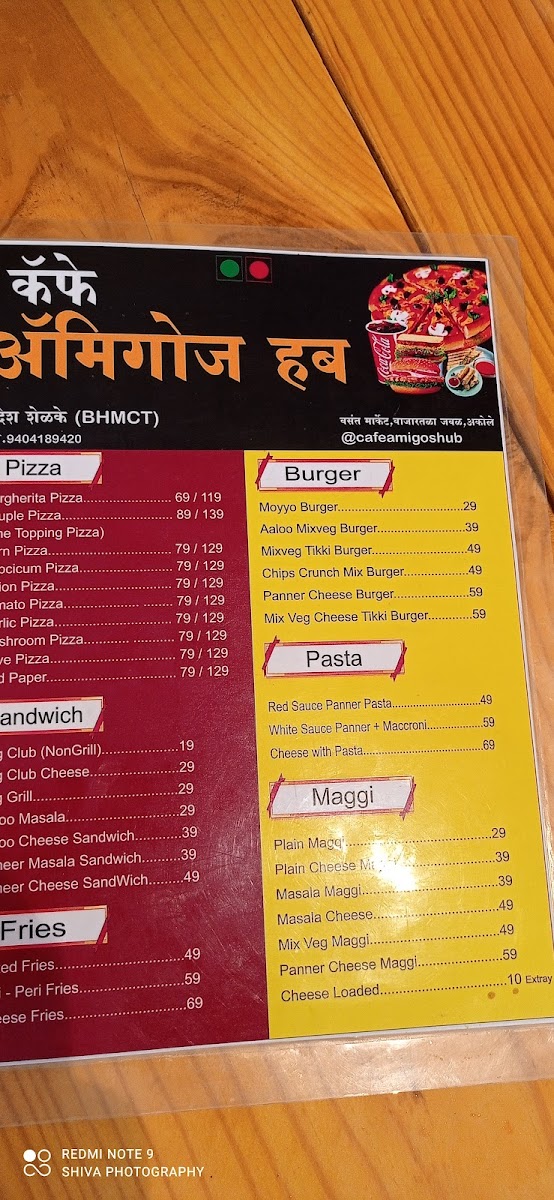 कॅफे
ॲमिगोज हब
Coca-Cola
शेळके (BHMCT)
.9404189420
वसंत मार्केट,बाजारतळा जवळ,अकोले
@cafeamigoshub
Pizza
rgherita Pizza 69 / 119
uple Pizza 89 / 139
ne Topping Pizza)
rn Pizza 79 / 129
ocicum Pizza 79 / 129
ion Pizza 79 / 129
mato Pizza 79 / 129
rlic Pizza 79 / 129
shroom Pizza 79 / 129
ve Pizza 79 / 129
d Paper 79 / 129
andwich
g Club (NonGrill) 19
g Club Cheese 29
g Grill 29
oo Masala 29
oo Cheese Sandwich 39
neer Masala Sandwich 39
neer Cheese SandWich 49
Fries
ed Fries 49
i - Peri Fries 59
eese Fries 69
Burger
Moyyo Burger 29
Aaloo Mixveg Burger 39
Mixveg Tikki Burger 49
Chips Crunch Mix Burger 49
Panner Cheese Burger 59
Mix Veg Cheese Tikki Burger 59
Pasta
Red Sauce Panner Pasta 49
White Sauce Panner + Maccroni 59
Cheese with Pasta 69
Maggi
Plain Maggi 29
Plain Cheese 39
Masala Maggi 39
Masala Cheese 49
Mix Veg Maggi 49
Panner Cheese Maggi 59
Cheese Loaded 10 Extray
REDMI NOTE 9
SHIVA PHOTOGRAPHY